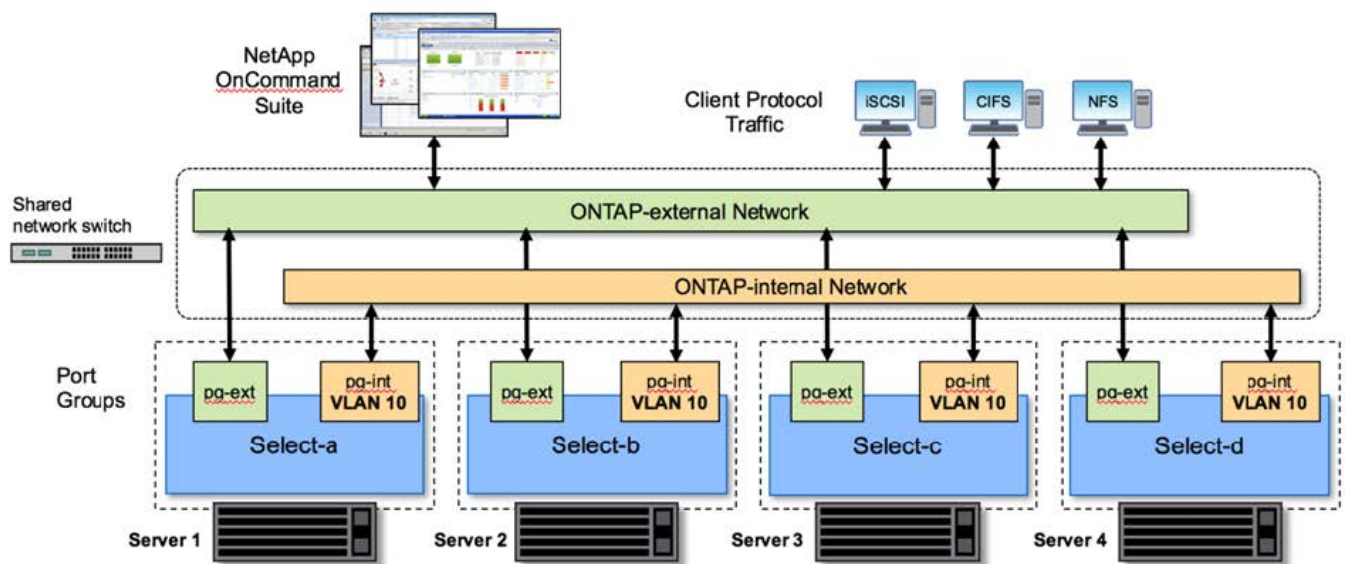 NetApp
OnCommand
Suite
Client Protocol
Traffic
iSCSI
CIFS
NFS
Shared
network switch
ONTAP-external Network
ONTAP-internal Network
Port
Groups
pg-ext
pg-int
VLAN 10
Select-a
pg-ext
pg-int
VLAN 10
Select-b
pg-ext
pg-int
VLAN 10
Select-c
pg-ext
pg-int
VLAN 10
Select-d
Server 1
Server 2
Server 3
Server 4